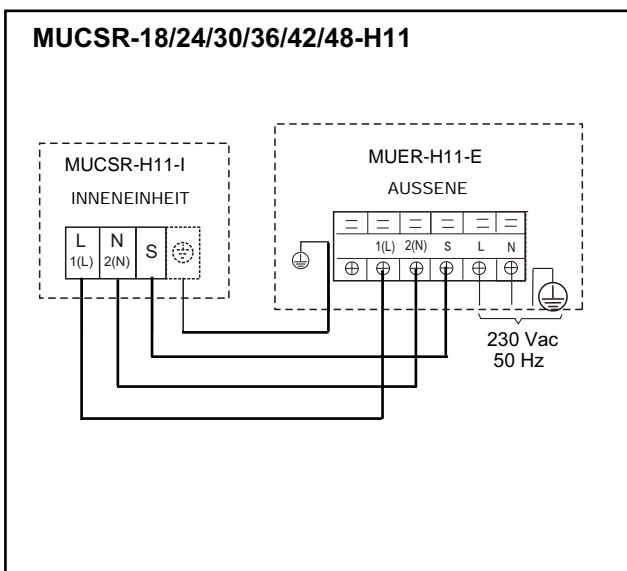 MUCSR-18/24/30/36/42/48-H11
MUCSR-H11-I
INNENEINHEIT
L N S
1(L) 2(N)
MUER-H11-E
AUSSENE
1(L) 2(N) S L N
230 Vac
50 Hz